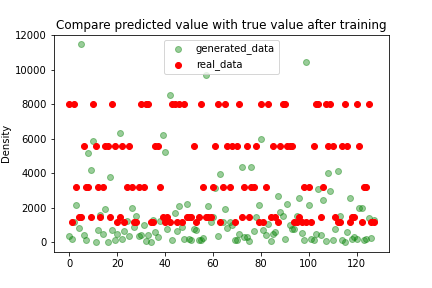 Compare predicted value with true value after training
12000
generated_data
real_data
10000
8000
Density
6000
4000
2000
0
0 20 40 60 80 100 120